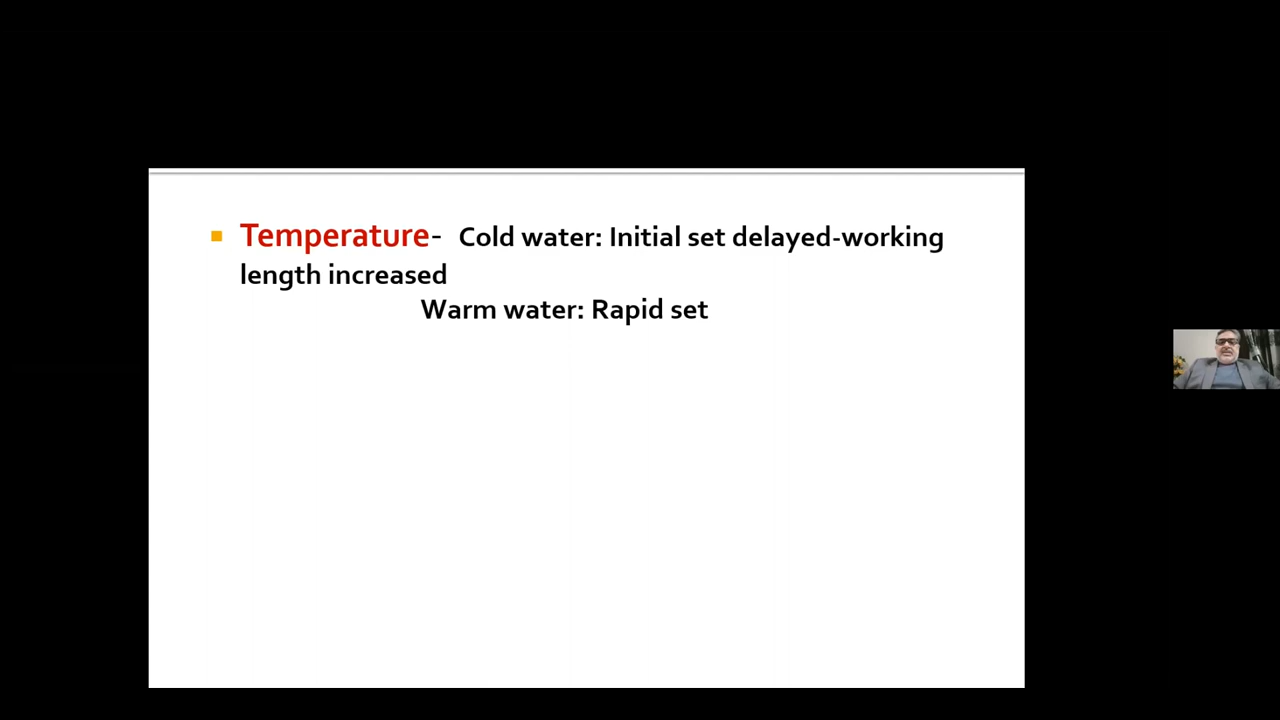 Temperature- Cold water: Initial set delayed-working
length increased
Warm water: Rapid set